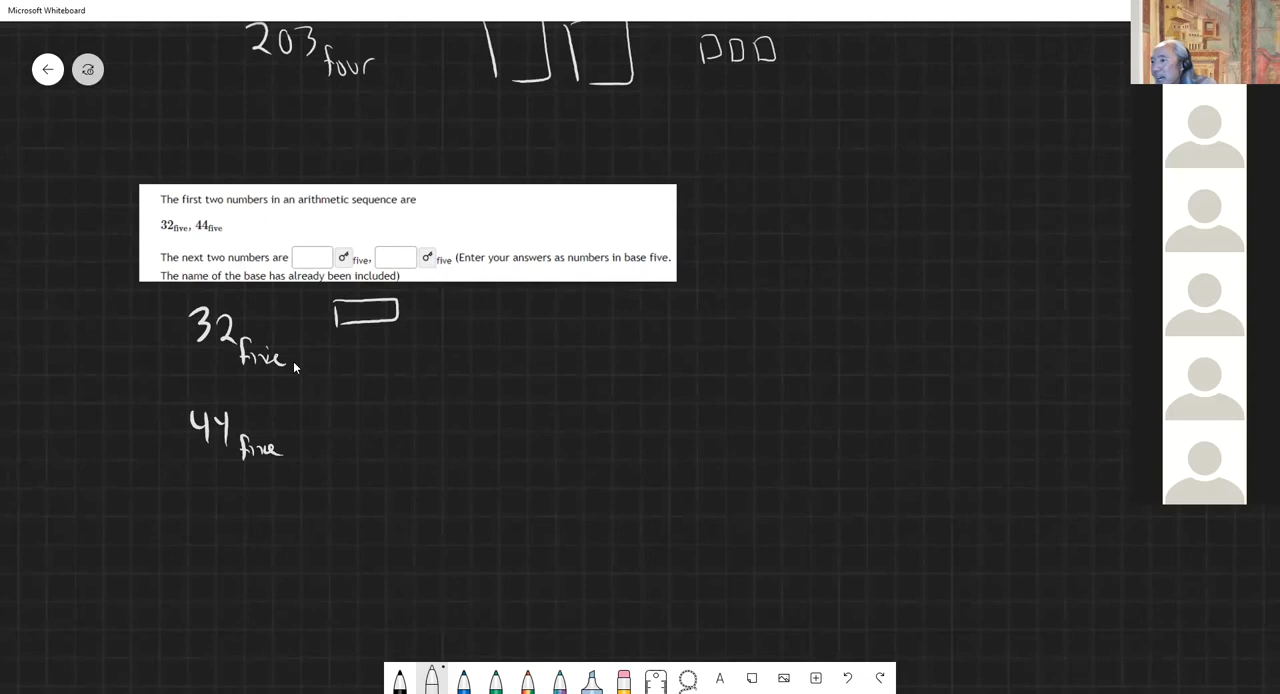 Microsoft Whiteboard
203four
The first two numbers in an arithmetic sequence are
32five, 44five
The next two numbers are five, five (Enter your answers as numbers in base five.
The name of the base has already been included)
32five
44five
A